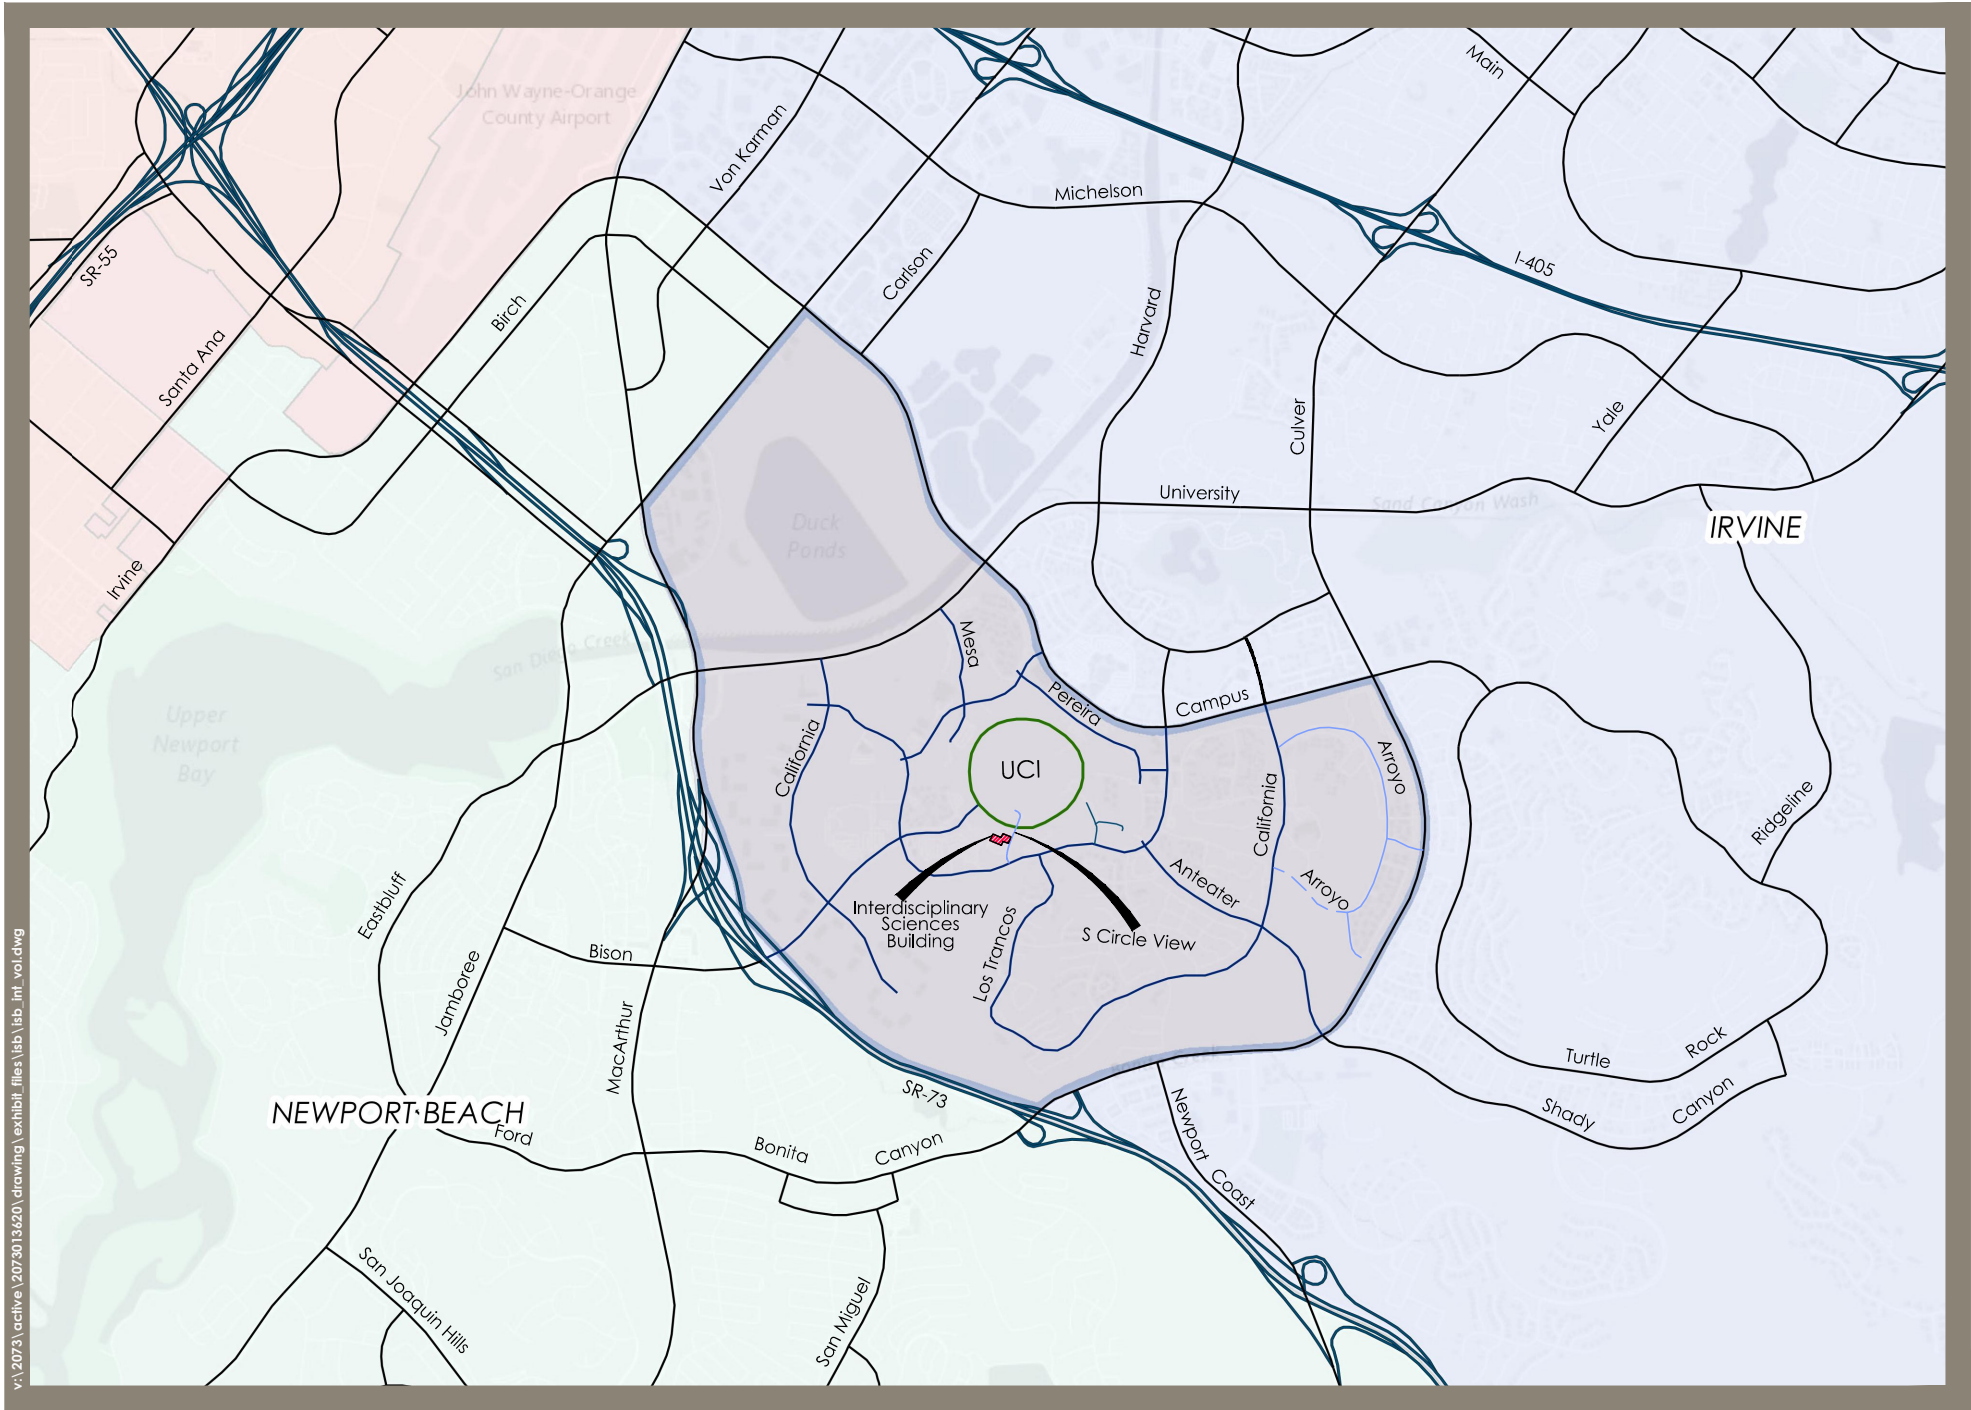 Main
John Wayne-Orange
County Airport
Von Karman
Michelson
SR-55
Carlson
I-405
Birch
Harvard
Santa Ana
Culver
Yale
University
Sand Canyon Wash
IRVINE
Duck
Ponds
Irvine
San Diego Creek
Mesa
Pereira
Campus
Upper
Newport
Bay
California
UCI
California
Arroyo
Ridgeline
Anteater
Arroyo
Eastbluff
Interdisciplinary
Sciences
Building
S Circle View
Los Trancos
Bison
Jamboree
MacArthur
Turtle
Rock
SR-73
NEWPORT BEACH
Ford
Bonita
Canyon
Newport
Coast
Shady
Canyon
San Joaquin Hills
San Miguel
v:\2073\active\2073013620\drawing\exhibit_files\isb\isb_int_vol.dwg